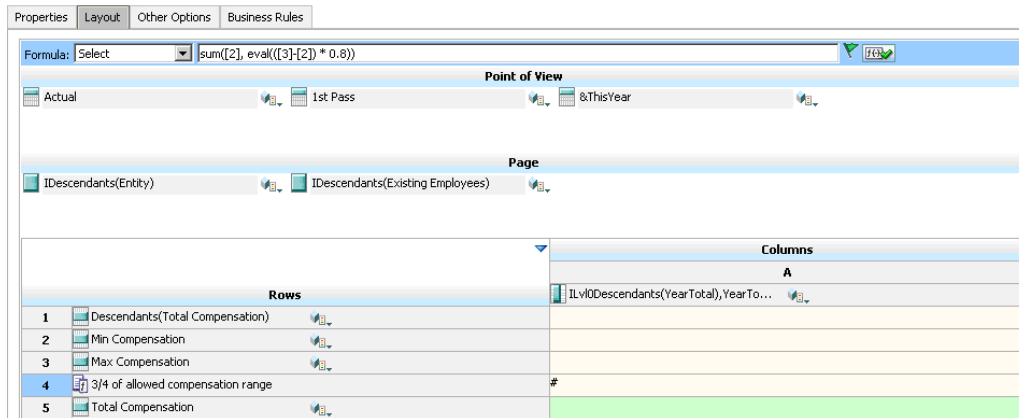 Properties Layout Other Options Business Rules
Formula: Select sum([2], eval(([3]-[2]) * 0.8))
Point of View
Actual 1st Pass &ThisYear
Page
IDescendants(Entity) IDescendants(Existing Employees)
Columns
A
Rows ILvl0Descendants(YearTotal),YearTo...
1 Descendants(Total Compensation)
2 Min Compensation
3 Max Compensation
4 3/4 of allowed compensation range #
5 Total Compensation